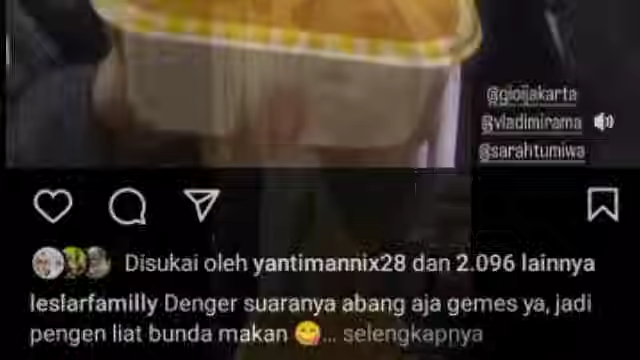 @gioijakarta
@vladimirama
@sarahtumiwa
Disukai oleh yantimannix28 dan 2.096 lainnya
leslarfamilly Denger suaranya abang aja gemes ya, jadi
pengen liat bunda makan 😋... selengkapnya